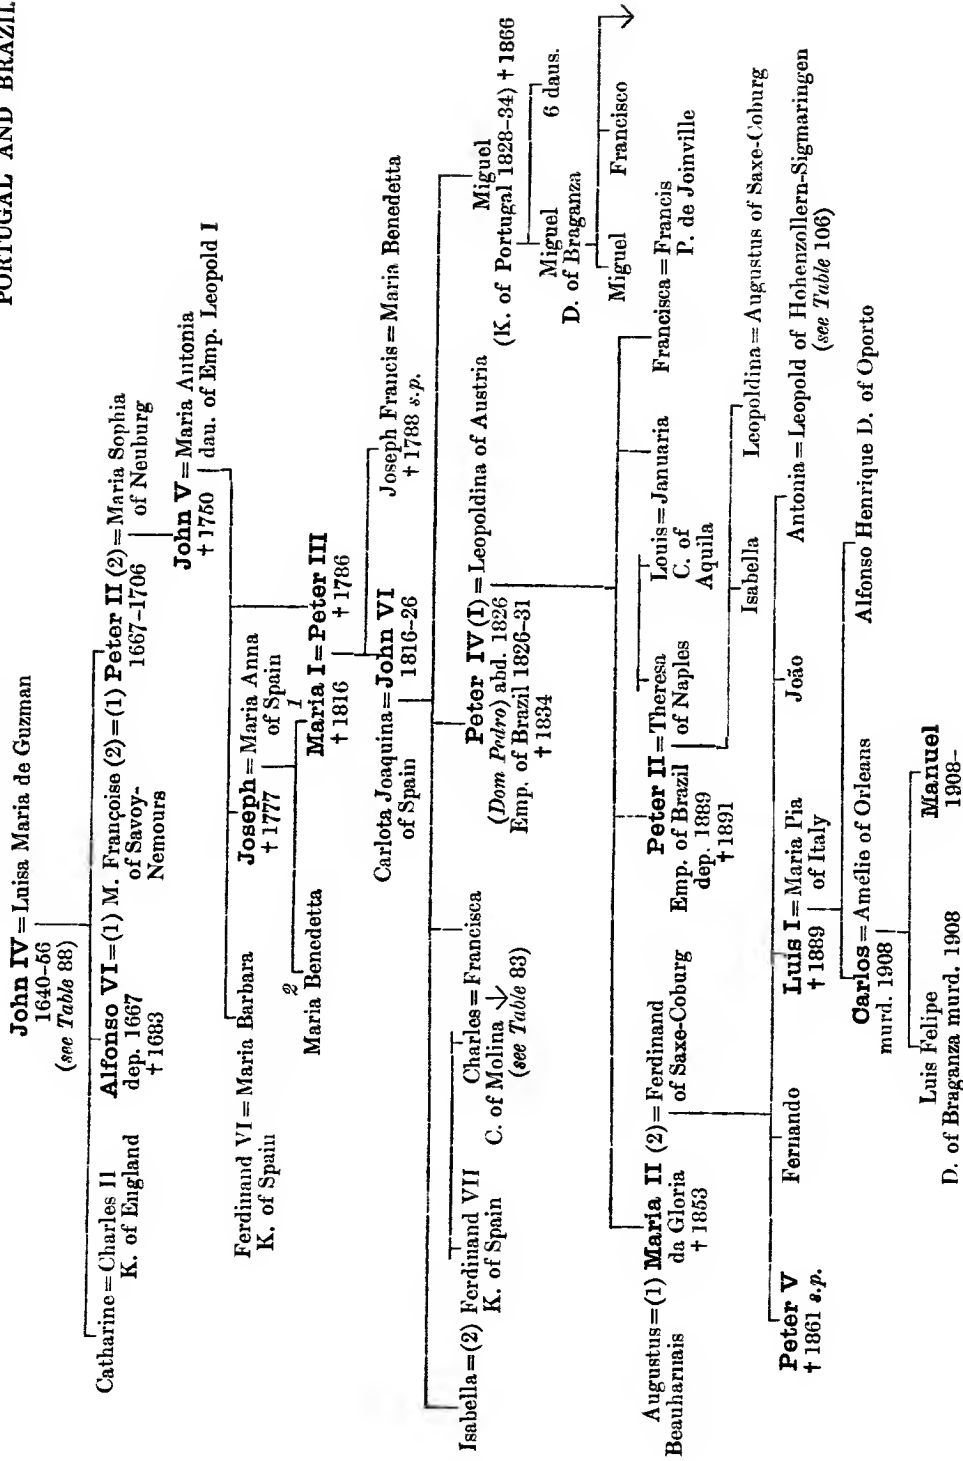 PORTUGAL AND BRAZIL
John IV = Luisa Maria de Guzman
1640-56
(see Table 88)
Catharine = Charles II
K. of England
Alfonso VI = (1) M. Françoise (2) = (1) Peter II (2) = Maria Sophia
dep. 1667
† 1683
of Savoy-
Nemours
1667-1706
of Neuburg
John V = Maria Antonia
† 1750
dau. of Emp. Leopold I
Ferdinand VI = Maria Barbara
K. of Spain
Joseph = Maria Anna
† 1777
of Spain
2
Maria Benedetta
1
Maria I = Peter III
† 1816
† 1786
Carlota Joaquina = John VI
of Spain
1816-26
Joseph Francis = Maria Benedetta
† 1788 s.p.
Isabella = (2) Ferdinand VII
K. of Spain
Charles = Francisca
C. of Molina
(see Table 83)
Peter IV (I) = Leopoldina of Austria
(Dom Pedro) abd. 1826
Emp. of Brazil 1826-31
† 1834
Miguel
(K. of Portugal 1828-34) † 1866
Miguel
D. of Braganza
6 daus.
Miguel
Francisco
Augustus = (1) Maria II (2) = Ferdinand
Beauharnais
da Gloria
† 1853
of Saxe-Coburg
Peter II = Theresa
Emp. of Brazil
dep. 1889
† 1891
of Naples
Louis = Januaria
C. of
Aquila
Francisca = Francis
P. de Joinville
Isabella
Leopoldina = Augustus of Saxe-Coburg
Peter V
† 1861 s.p.
Fernando
Luis I = Maria Pia
† 1889
of Italy
João
Antonia = Leopold of Hohenzollern-Sigmaringen
(see Table 106)
Carlos = Amélie of Orleans
murd. 1908
Alfonso Henrique D. of Oporto
Luis Felipe
D. of Braganza murd. 1908
Manuel
1908-